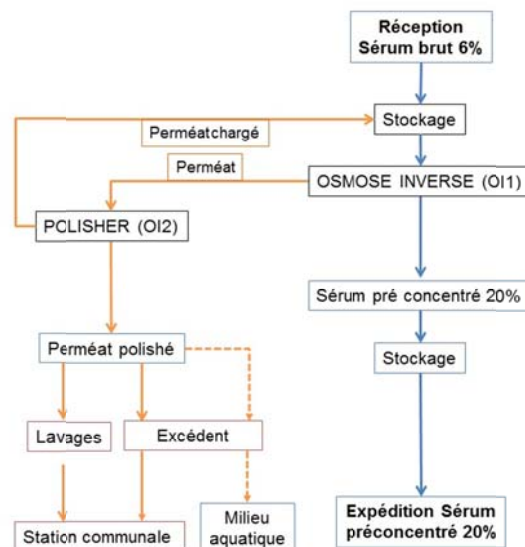 Réception
Sérum brut 6%
Stockage
Perméatchargé
Perméat
OSMOSE INVERSE (OI1)
POLISHER (OI2)
Sérum pré concentré 20%
Perméat polishé
Stockage
Lavages
Excédent
Station communale
Milieu
aquatique
Expédition Sérum
préconcentré 20%